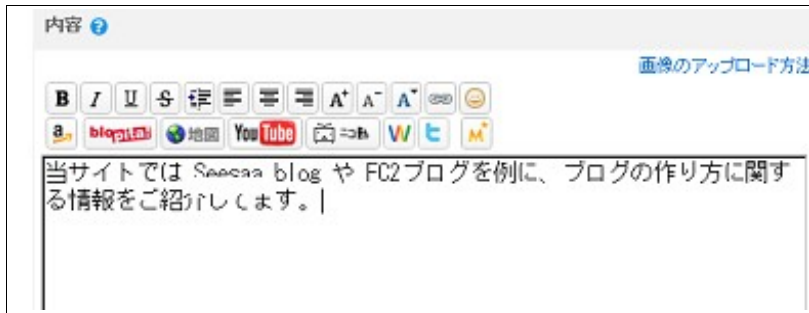 内容
画像のアップロード方法
B I U S A+ A- A
a blog 地図 YouTube ニコ W t M
当サイトでは Seesaa blog や FC2ブログを例に、ブログの作り方に関す
る情報をご紹介してます。